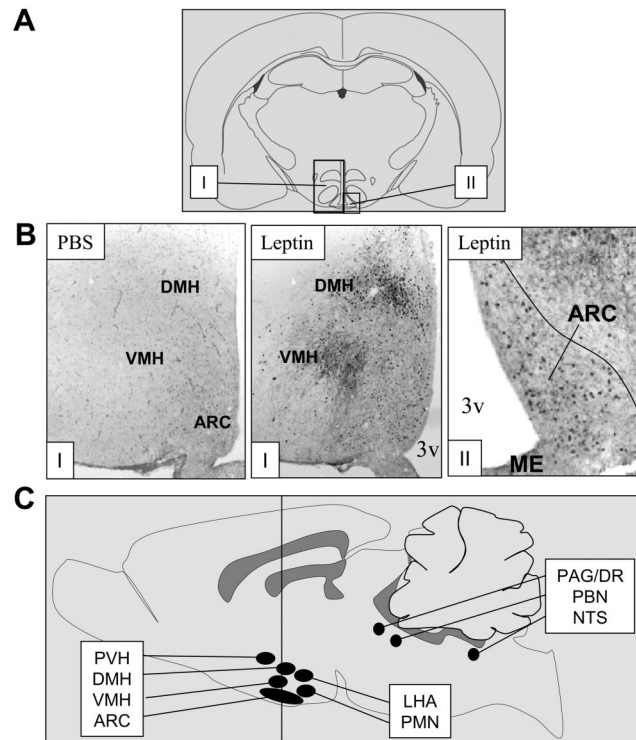 A
I
II
B
PBS
DMH
VMH
ARC
I
Leptin
DMH
VMH
3v
I
Leptin
ARC
3v
II
ME
C
PVH
DMH
VMH
ARC
LHA
PMN
PAG/DR
PBN
NTS